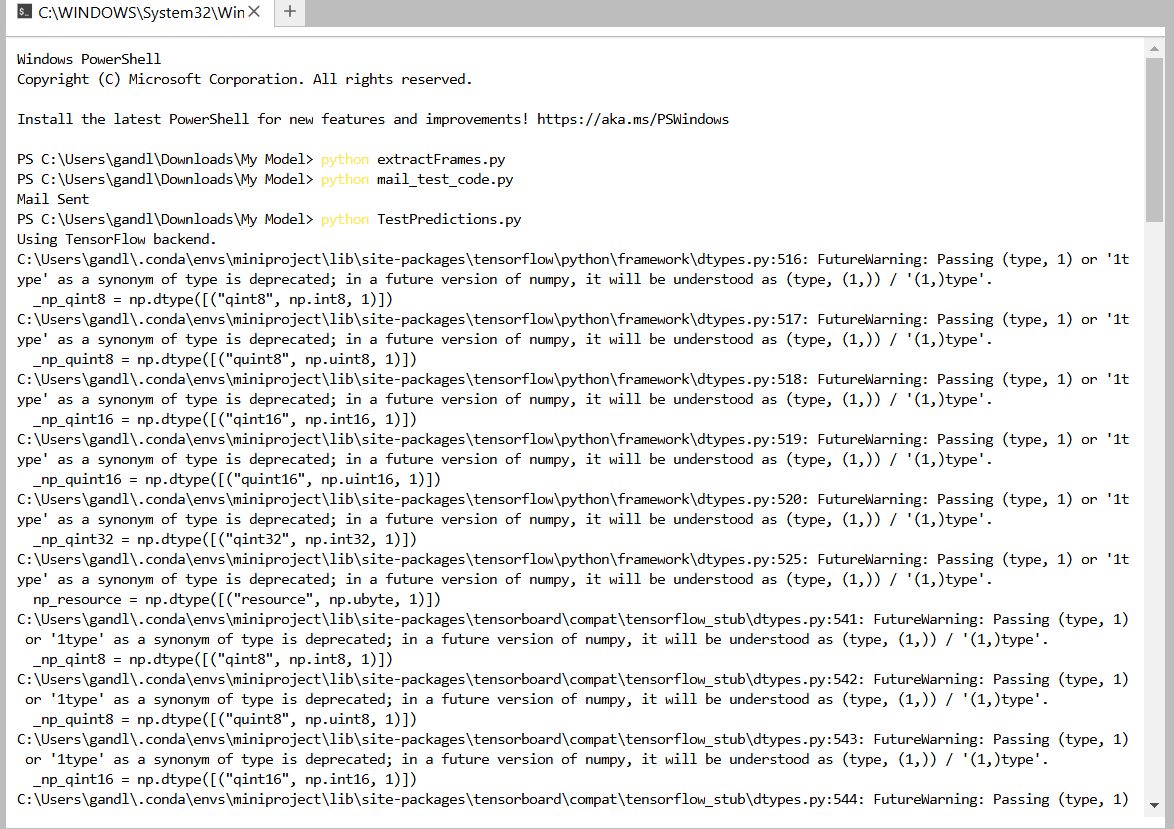 C:\WINDOWS\System32\Win
Windows PowerShell
Copyright (C) Microsoft Corporation. All rights reserved.
Install the latest PowerShell for new features and improvements! https://aka.ms/PSWindows
PS C:\Users\gandl\Downloads\My Model> python extractFrames.py
PS C:\Users\gandl\Downloads\My Model> python mail_test_code.py
Mail Sent
PS C:\Users\gandl\Downloads\My Model> python TestPredictions.py
Using TensorFlow backend.
C:\Users\gandl\.conda\envs\miniproject\lib\site-packages\tensorflow\python\framework\dtypes.py:516: FutureWarning: Passing (type, 1) or '1t
ype' as a synonym of type is deprecated; in a future version of numpy, it will be understood as (type, (1,)) / '(1,)type'.
  _np_qint8 = np.dtype([("qint8", np.int8, 1)])
C:\Users\gandl\.conda\envs\miniproject\lib\site-packages\tensorflow\python\framework\dtypes.py:517: FutureWarning: Passing (type, 1) or '1t
ype' as a synonym of type is deprecated; in a future version of numpy, it will be understood as (type, (1,)) / '(1,)type'.
  _np_quint8 = np.dtype([("quint8", np.uint8, 1)])
C:\Users\gandl\.conda\envs\miniproject\lib\site-packages\tensorflow\python\framework\dtypes.py:518: FutureWarning: Passing (type, 1) or '1t
ype' as a synonym of type is deprecated; in a future version of numpy, it will be understood as (type, (1,)) / '(1,)type'.
  _np_qint16 = np.dtype([("qint16", np.int16, 1)])
C:\Users\gandl\.conda\envs\miniproject\lib\site-packages\tensorflow\python\framework\dtypes.py:519: FutureWarning: Passing (type, 1) or '1t
ype' as a synonym of type is deprecated; in a future version of numpy, it will be understood as (type, (1,)) / '(1,)type'.
  _np_quint16 = np.dtype([("quint16", np.uint16, 1)])
C:\Users\gandl\.conda\envs\miniproject\lib\site-packages\tensorflow\python\framework\dtypes.py:520: FutureWarning: Passing (type, 1) or '1t
ype' as a synonym of type is deprecated; in a future version of numpy, it will be understood as (type, (1,)) / '(1,)type'.
  _np_qint32 = np.dtype([("qint32", np.int32, 1)])
C:\Users\gandl\.conda\envs\miniproject\lib\site-packages\tensorflow\python\framework\dtypes.py:525: FutureWarning: Passing (type, 1) or '1t
ype' as a synonym of type is deprecated; in a future version of numpy, it will be understood as (type, (1,)) / '(1,)type'.
  np_resource = np.dtype([("resource", np.ubyte, 1)])
C:\Users\gandl\.conda\envs\miniproject\lib\site-packages\tensorboard\compat\tensorflow_stub\dtypes.py:541: FutureWarning: Passing (type, 1)
 or '1type' as a synonym of type is deprecated; in a future version of numpy, it will be understood as (type, (1,)) / '(1,)type'.
  _np_qint8 = np.dtype([("qint8", np.int8, 1)])
C:\Users\gandl\.conda\envs\miniproject\lib\site-packages\tensorboard\compat\tensorflow_stub\dtypes.py:542: FutureWarning: Passing (type, 1)
 or '1type' as a synonym of type is deprecated; in a future version of numpy, it will be understood as (type, (1,)) / '(1,)type'.
  _np_quint8 = np.dtype([("quint8", np.uint8, 1)])
C:\Users\gandl\.conda\envs\miniproject\lib\site-packages\tensorboard\compat\tensorflow_stub\dtypes.py:543: FutureWarning: Passing (type, 1)
 or '1type' as a synonym of type is deprecated; in a future version of numpy, it will be understood as (type, (1,)) / '(1,)type'.
  _np_qint16 = np.dtype([("qint16", np.int16, 1)])
C:\Users\gandl\.conda\envs\miniproject\lib\site-packages\tensorboard\compat\tensorflow_stub\dtypes.py:544: FutureWarning: Passing (type, 1)